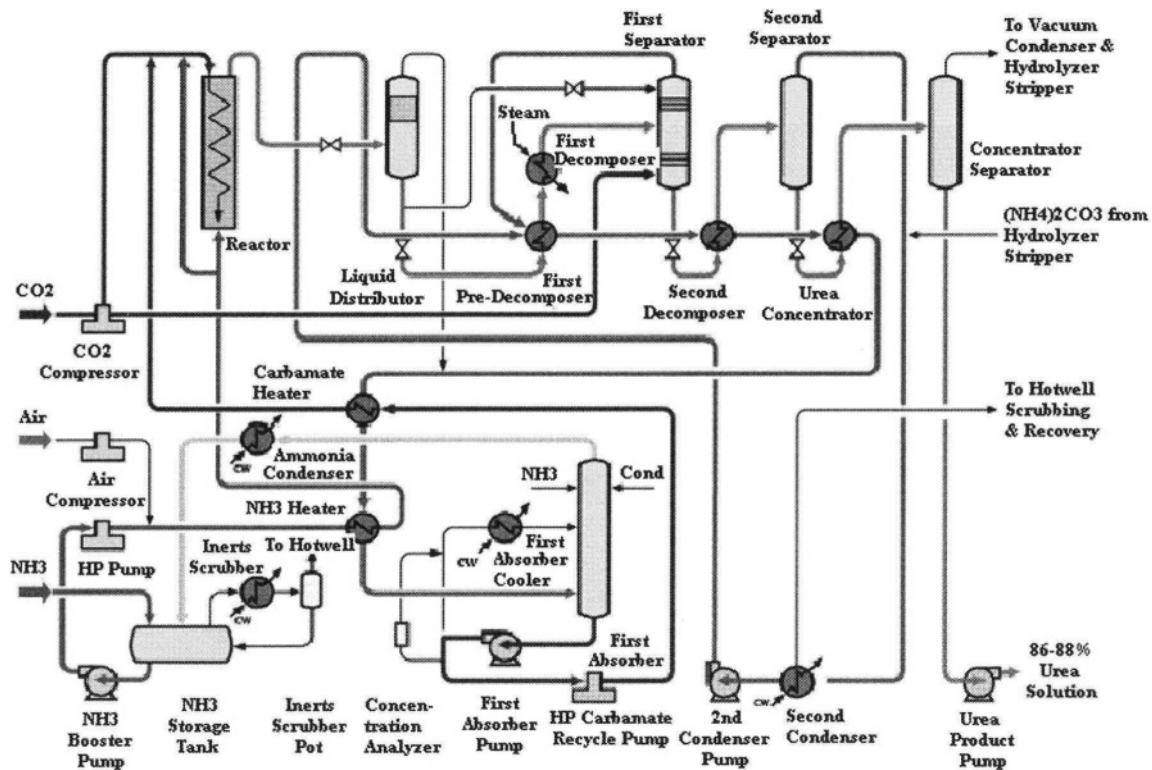 First
Separator
Second
Separator
To Vacuum
Condenser &
Hydrolyzer
Stripper
Steam
First
Decomposer
Concentrator
Separator
Reactor
(NH4)2CO3 from
Hydrolyzer
Stripper
Liquid
Distributor
First
Pre-Decomposer
Second
Decomposer
Urea
Concentrator
CO2
CO2
Compressor
Carbamate
Heater
To Hotwell
Scrubbing
& Recovery
Air
Air
Compressor
CW
Ammonia
Condenser
NH3
Cond
NH3 Heater
HP Pump
Inerts
Scrubber
To Hotwell
CW
First
Absorber
Cooler
NH3
CW
First
Absorber
86-88%
Urea
Solution
CW
NH3
Booster
Pump
NH3
Storage
Tank
Inerts
Scrubber
Pot
Concen-
tration
Analyzer
First
Absorber
Pump
HP Carbamate
Recycle Pump
2nd
Condenser
Pump
Second
Condenser
Urea
Product
Pump